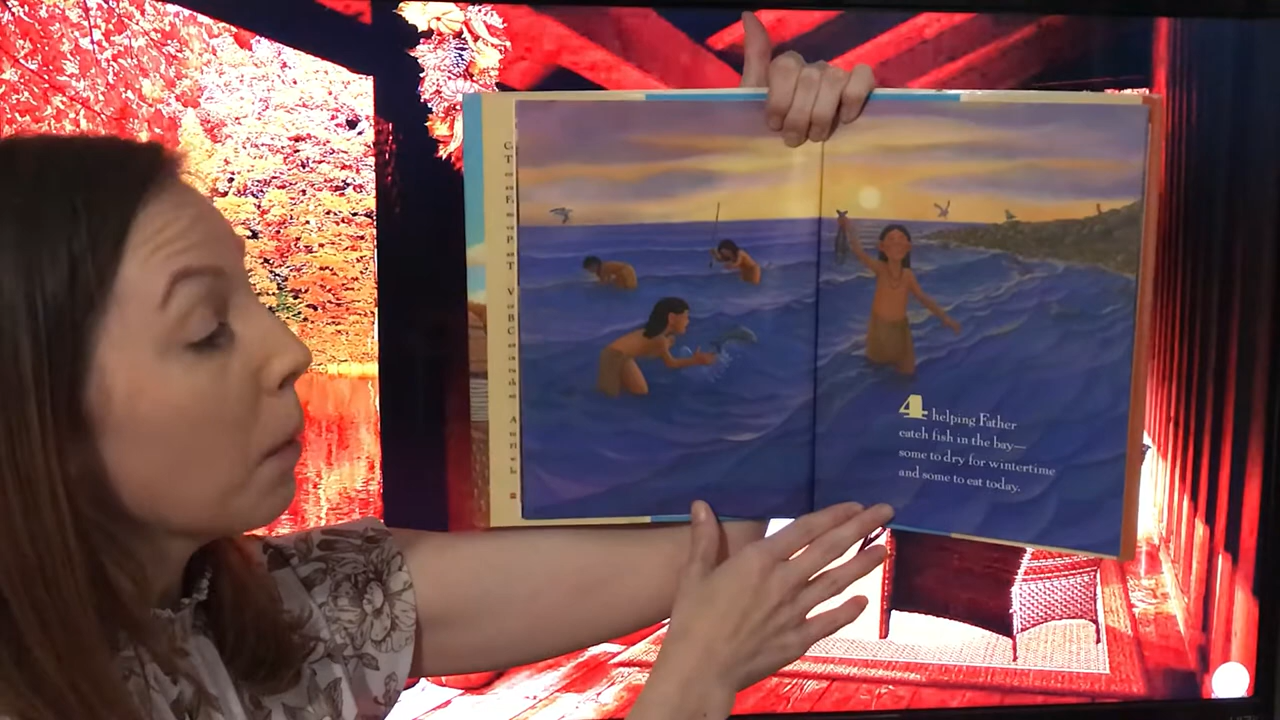 4 helping Father
catch fish in the bay—
some to dry for wintertime
and some to eat today.